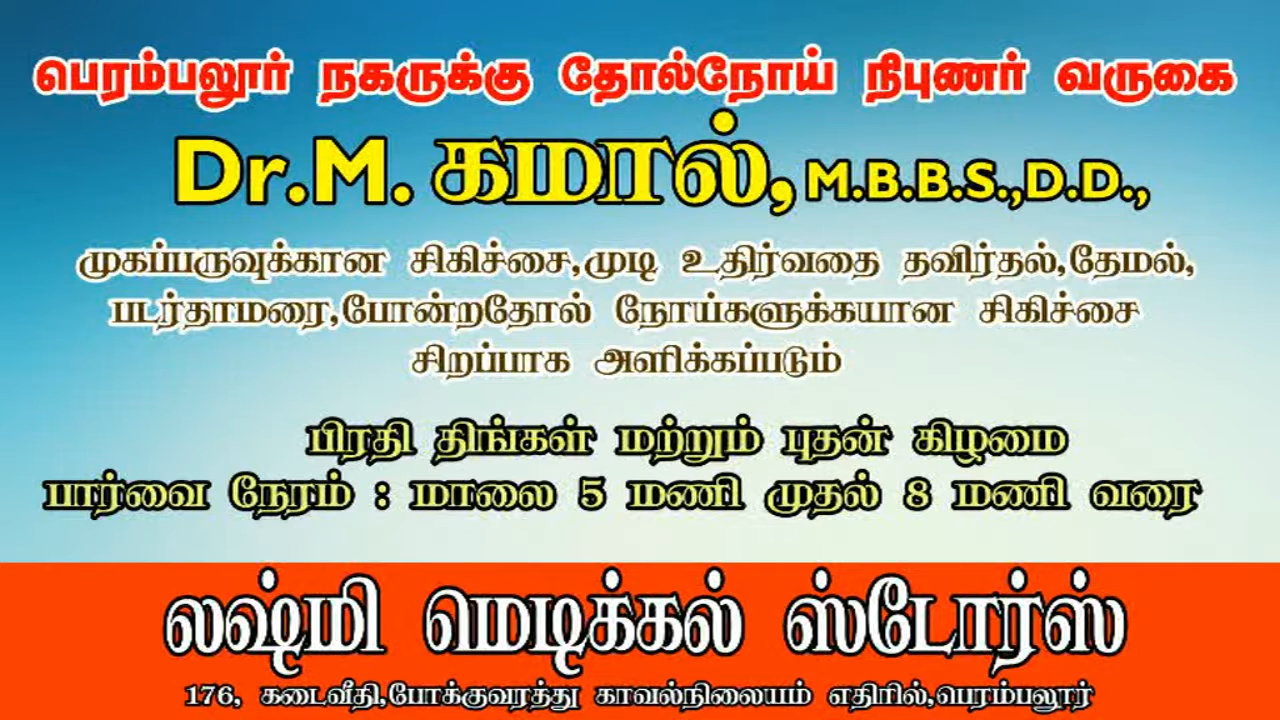 பெரம்பலூர் நகருக்கு தோல்நோய் நிபுணர் வருகை
Dr.M. கமால், M.B.B.S.,D.D.,
முகப்பருவுக்கான சிகிச்சை,முடி உதிர்வதை தவிர்தல்,தேமல்,
படர்தாமரை,போன்றதோல் நோய்களுக்கயான சிகிச்சை
சிறப்பாக அளிக்கப்படும்
பிரதி திங்கள் மற்றும் புதன் கிழமை
பார்வை நேரம் : மாலை 5 மணி முதல் 8 மணி வரை
லஷ்மி மெடிக்கல் ஸ்டோர்ஸ்
176, கடைவீதி,போக்குவரத்து காவல்நிலையம் எதிரில்,பெரம்பலூர்